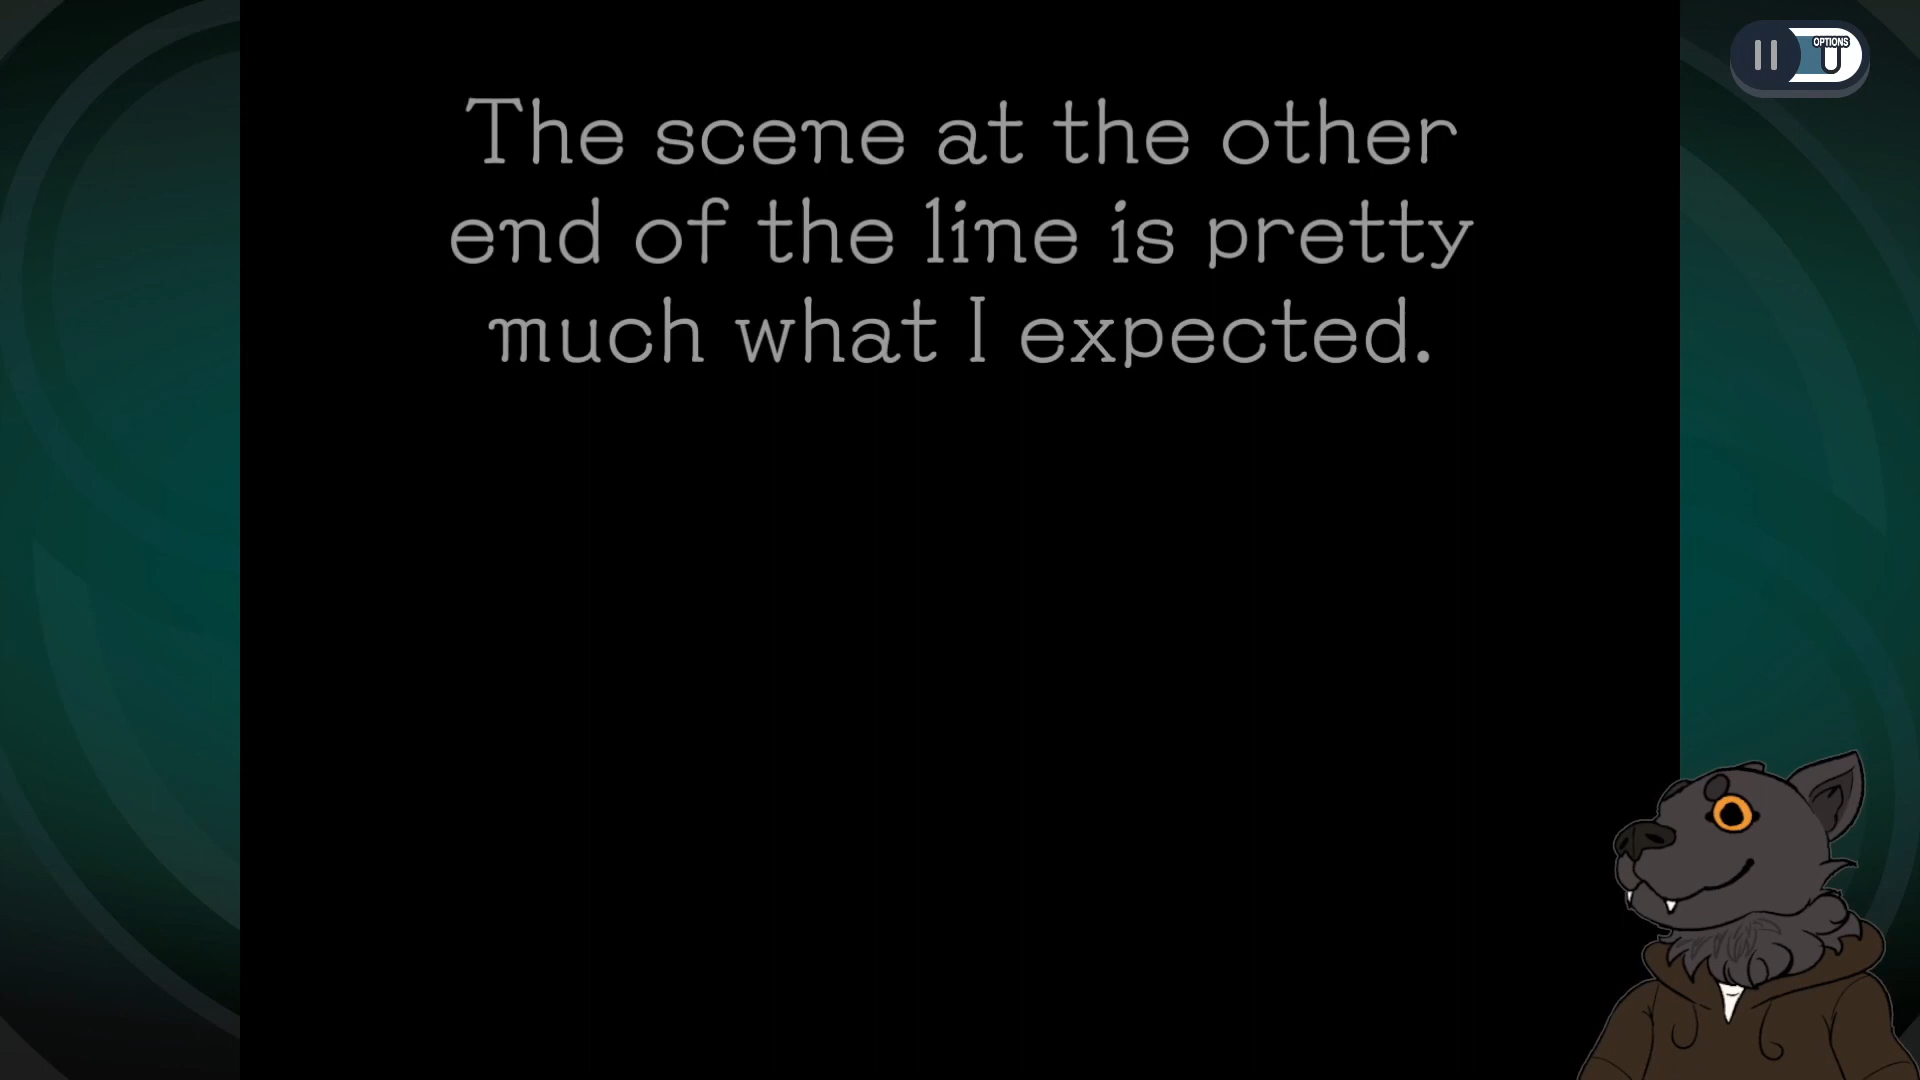 OPTIONS
The scene at the other
end of the line is pretty
much what I expected.